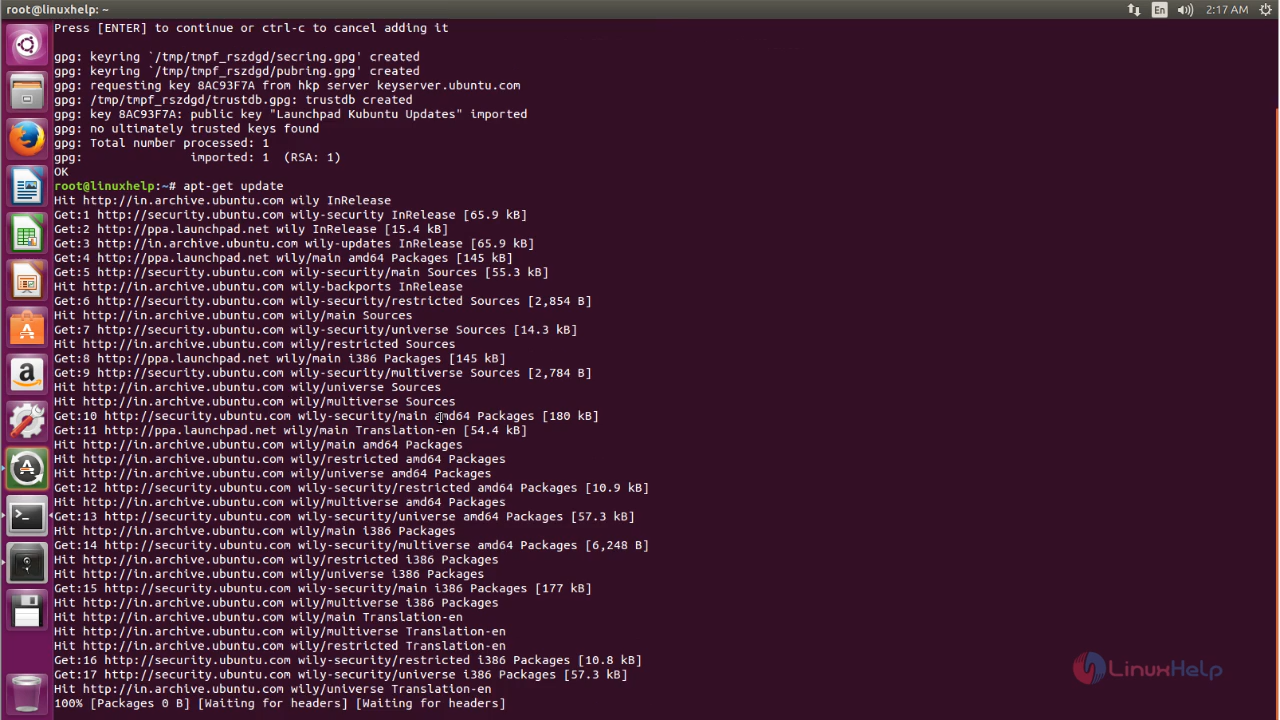 root@linuxhelp: ~
En
2:17 AM
Press [ENTER] to continue or ctrl-c to cancel adding it
gpg: keyring `/tmp/tmpf_rszdgd/secring.gpg' created
gpg: keyring `/tmp/tmpf_rszdgd/pubring.gpg' created
gpg: requesting key 8AC93F7A from hkp server keyserver.ubuntu.com
gpg: /tmp/tmpf_rszdgd/trustdb.gpg: trustdb created
gpg: key 8AC93F7A: public key "Launchpad Kubuntu Updates" imported
gpg: no ultimately trusted keys found
gpg: Total number processed: 1
gpg:               imported: 1  (RSA: 1)
OK
root@linuxhelp:~# apt-get update
Hit http://in.archive.ubuntu.com wily InRelease
Get:1 http://security.ubuntu.com wily-security InRelease [65.9 kB]
Get:2 http://ppa.launchpad.net wily InRelease [15.4 kB]
Get:3 http://in.archive.ubuntu.com wily-updates InRelease [65.9 kB]
Get:4 http://ppa.launchpad.net wily/main amd64 Packages [145 kB]
Get:5 http://security.ubuntu.com wily-security/main Sources [55.3 kB]
Hit http://in.archive.ubuntu.com wily-backports InRelease
Get:6 http://security.ubuntu.com wily-security/restricted Sources [2,854 B]
Hit http://in.archive.ubuntu.com wily/main Sources
Get:7 http://security.ubuntu.com wily-security/universe Sources [14.3 kB]
Hit http://in.archive.ubuntu.com wily/restricted Sources
Get:8 http://ppa.launchpad.net wily/main i386 Packages [145 kB]
Get:9 http://security.ubuntu.com wily-security/multiverse Sources [2,784 B]
Hit http://in.archive.ubuntu.com wily/universe Sources
Hit http://in.archive.ubuntu.com wily/multiverse Sources
Get:10 http://security.ubuntu.com wily-security/main amd64 Packages [180 kB]
Get:11 http://ppa.launchpad.net wily/main Translation-en [54.4 kB]
Hit http://in.archive.ubuntu.com wily/main amd64 Packages
Hit http://in.archive.ubuntu.com wily/restricted amd64 Packages
Hit http://in.archive.ubuntu.com wily/universe amd64 Packages
Get:12 http://security.ubuntu.com wily-security/restricted amd64 Packages [10.9 kB]
Hit http://in.archive.ubuntu.com wily/multiverse amd64 Packages
Get:13 http://security.ubuntu.com wily-security/universe amd64 Packages [57.3 kB]
Hit http://in.archive.ubuntu.com wily/main i386 Packages
Get:14 http://security.ubuntu.com wily-security/multiverse amd64 Packages [6,248 B]
Hit http://in.archive.ubuntu.com wily/restricted i386 Packages
Hit http://in.archive.ubuntu.com wily/universe i386 Packages
Get:15 http://security.ubuntu.com wily-security/main i386 Packages [177 kB]
Hit http://in.archive.ubuntu.com wily/multiverse i386 Packages
Hit http://in.archive.ubuntu.com wily/main Translation-en
Hit http://in.archive.ubuntu.com wily/multiverse Translation-en
Hit http://in.archive.ubuntu.com wily/restricted Translation-en
Get:16 http://security.ubuntu.com wily-security/restricted i386 Packages [10.8 kB]
Get:17 http://security.ubuntu.com wily-security/universe i386 Packages [57.3 kB]
Hit http://in.archive.ubuntu.com wily/universe Translation-en
100% [Packages 0 B] [Waiting for headers] [Waiting for headers]
LinuxHelp